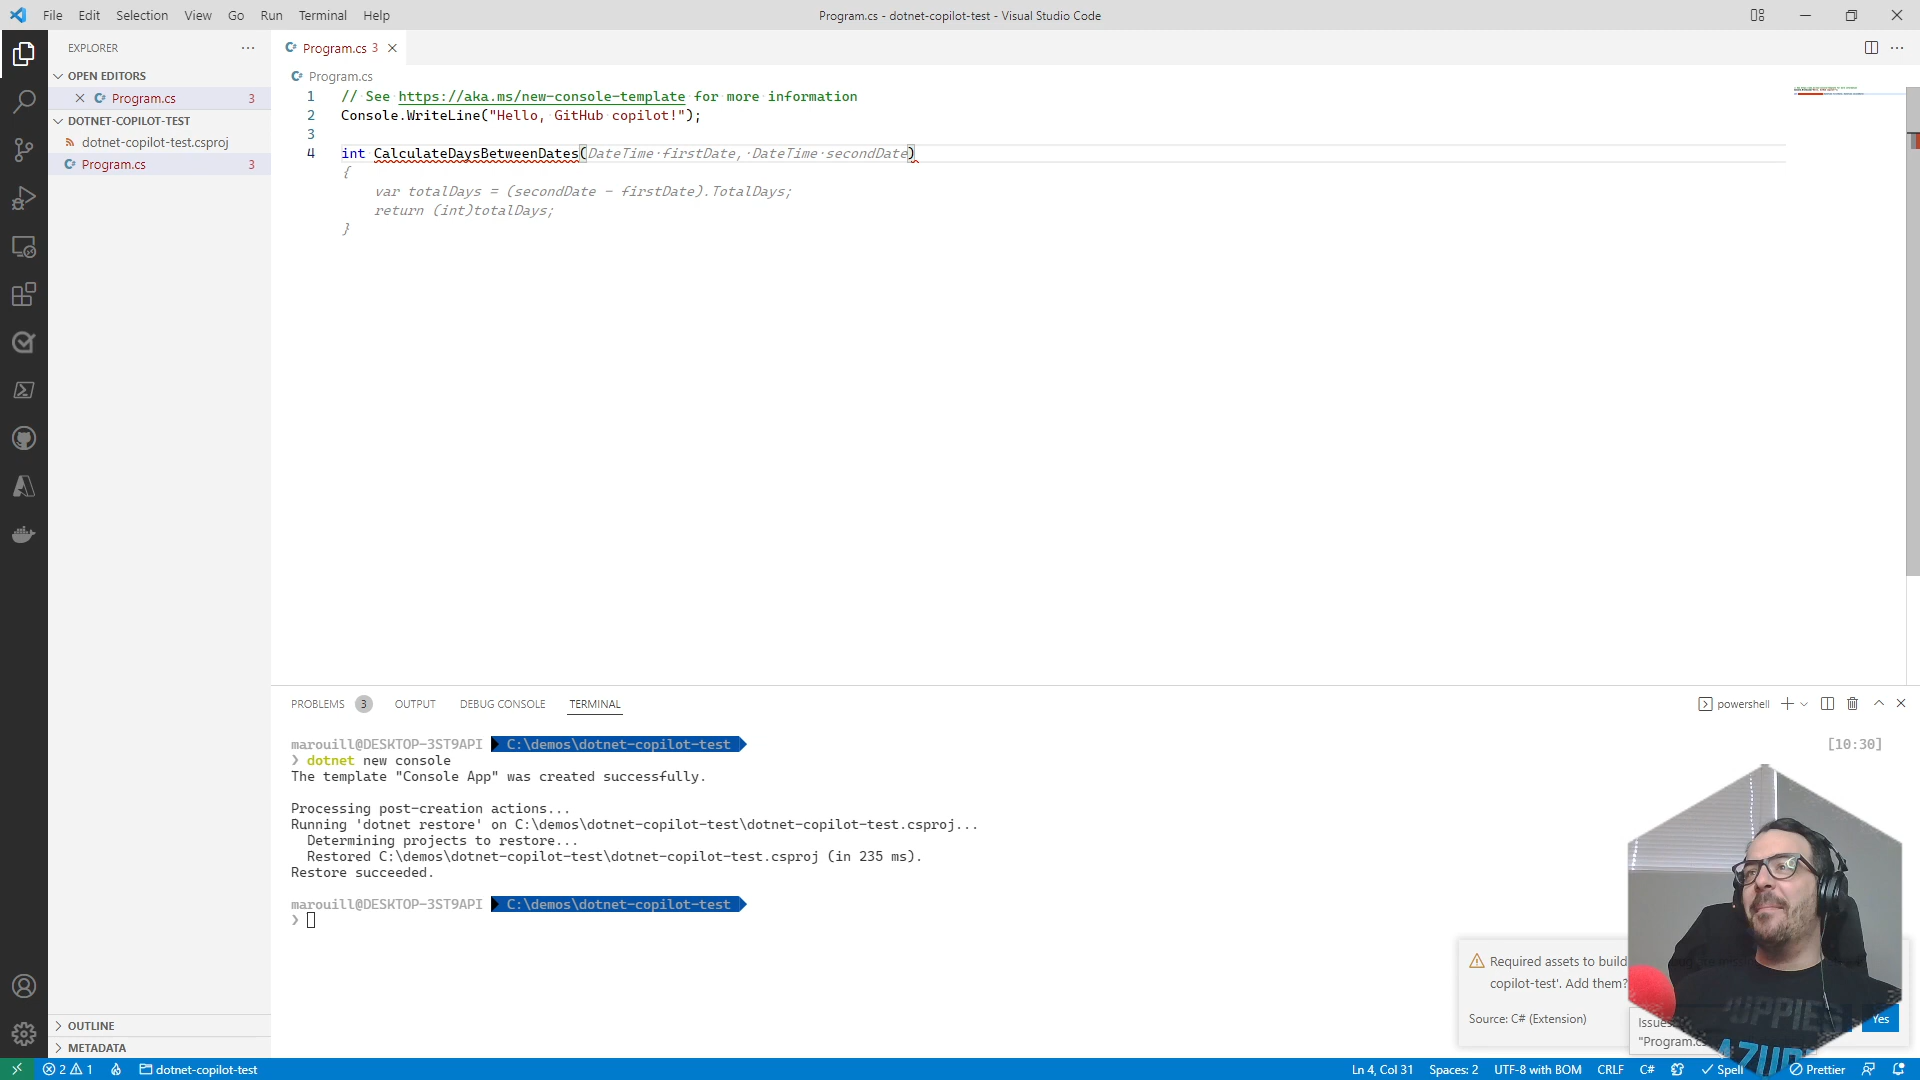 File Edit Selection View Go Run Terminal Help
Program.cs - dotnet-copilot-test - Visual Studio Code
EXPLORER
OPEN EDITORS
Program.cs 3
DOTNET-COPILOT-TEST
dotnet-copilot-test.csproj
Program.cs 3
OUTLINE
METADATA
Program.cs 3
Program.cs
1 // See https://aka.ms/new-console-template for more information
2 Console.WriteLine("Hello, GitHub copilot!");
3
4 int CalculateDaysBetweenDates(DateTime·firstDate,·DateTime·secondDate)
{
var totalDays = (secondDate - firstDate).TotalDays;
return (int)totalDays;
}
PROBLEMS 3 OUTPUT DEBUG CONSOLE TERMINAL
powershell
marouill@DESKTOP-3ST9API C:\demos\dotnet-copilot-test [10:30]
❯ dotnet new console
The template "Console App" was created successfully.
Processing post-creation actions...
Running 'dotnet restore' on C:\demos\dotnet-copilot-test\dotnet-copilot-test.csproj...
Determining projects to restore...
Restored C:\demos\dotnet-copilot-test\dotnet-copilot-test.csproj (in 235 ms).
Restore succeeded.
marouill@DESKTOP-3ST9API C:\demos\dotnet-copilot-test
❯
Required assets to build
copilot-test'. Add them?
Source: C# (Extension)
Yes
Issues
"Program.cs
2 1 dotnet-copilot-test
Ln 4, Col 31 Spaces: 2 UTF-8 with BOM CRLF C# Spell Prettier